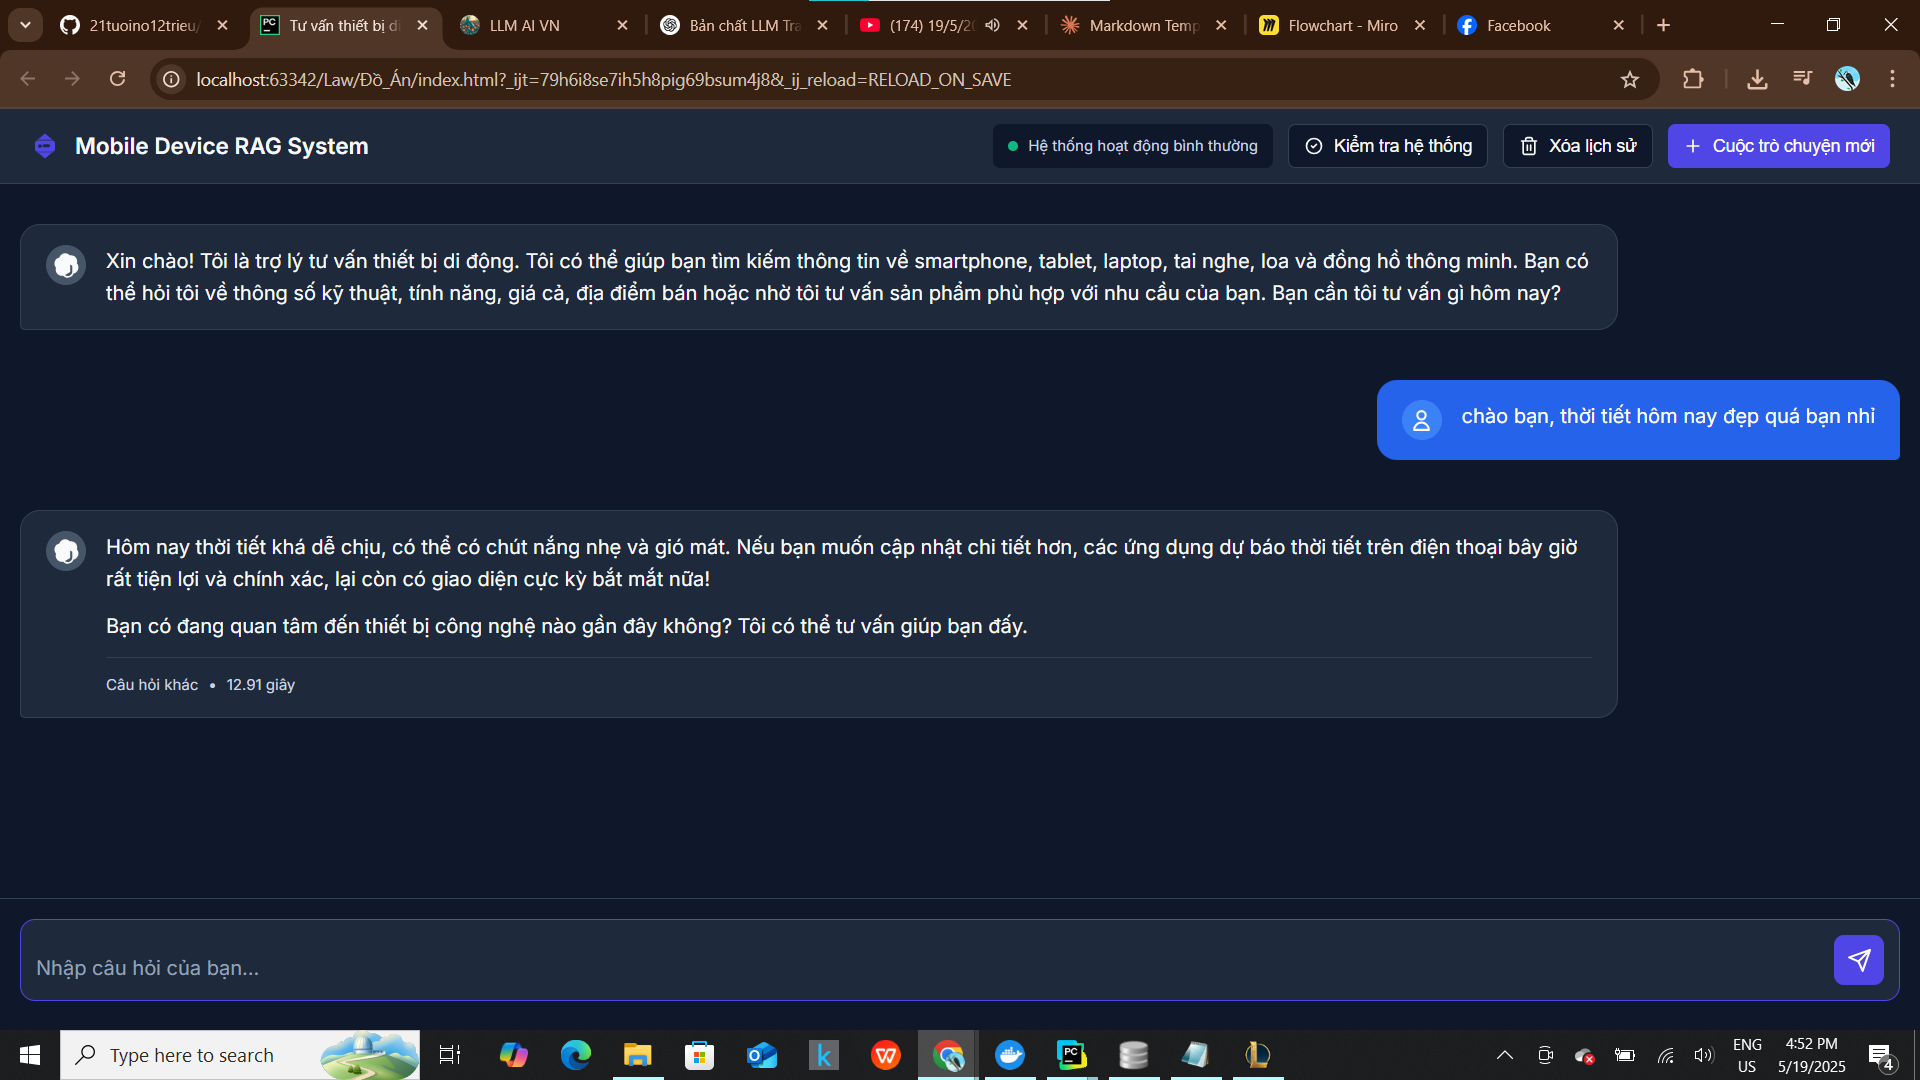 21tuoino12trieu/
Tư vấn thiết bị di
LLM AI VN
Bản chất LLM Tra
(174) 19/5/20
Markdown Temp
Flowchart - Miro
Facebook
localhost:63342/Law/Đồ_Án/index.html?_ijt=79h6i8se7ih5h8pig69bsum4j8&_ij_reload=RELOAD_ON_SAVE
Mobile Device RAG System
Hệ thống hoạt động bình thường
Kiểm tra hệ thống
Xóa lịch sử
Cuộc trò chuyện mới
Xin chào! Tôi là trợ lý tư vấn thiết bị di động. Tôi có thể giúp bạn tìm kiếm thông tin về smartphone, tablet, laptop, tai nghe, loa và đồng hồ thông minh. Bạn có
thể hỏi tôi về thông số kỹ thuật, tính năng, giá cả, địa điểm bán hoặc nhờ tôi tư vấn sản phẩm phù hợp với nhu cầu của bạn. Bạn cần tôi tư vấn gì hôm nay?
chào bạn, thời tiết hôm nay đẹp quá bạn nhỉ
Hôm nay thời tiết khá dễ chịu, có thể có chút nắng nhẹ và gió mát. Nếu bạn muốn cập nhật chi tiết hơn, các ứng dụng dự báo thời tiết trên điện thoại bây giờ
rất tiện lợi và chính xác, lại còn có giao diện cực kỳ bắt mắt nữa!
Bạn có đang quan tâm đến thiết bị công nghệ nào gần đây không? Tôi có thể tư vấn giúp bạn đấy.
Câu hỏi khác • 12.91 giây
Nhập câu hỏi của bạn...
Type here to search
ENG
US
4:52 PM
5/19/2025
4